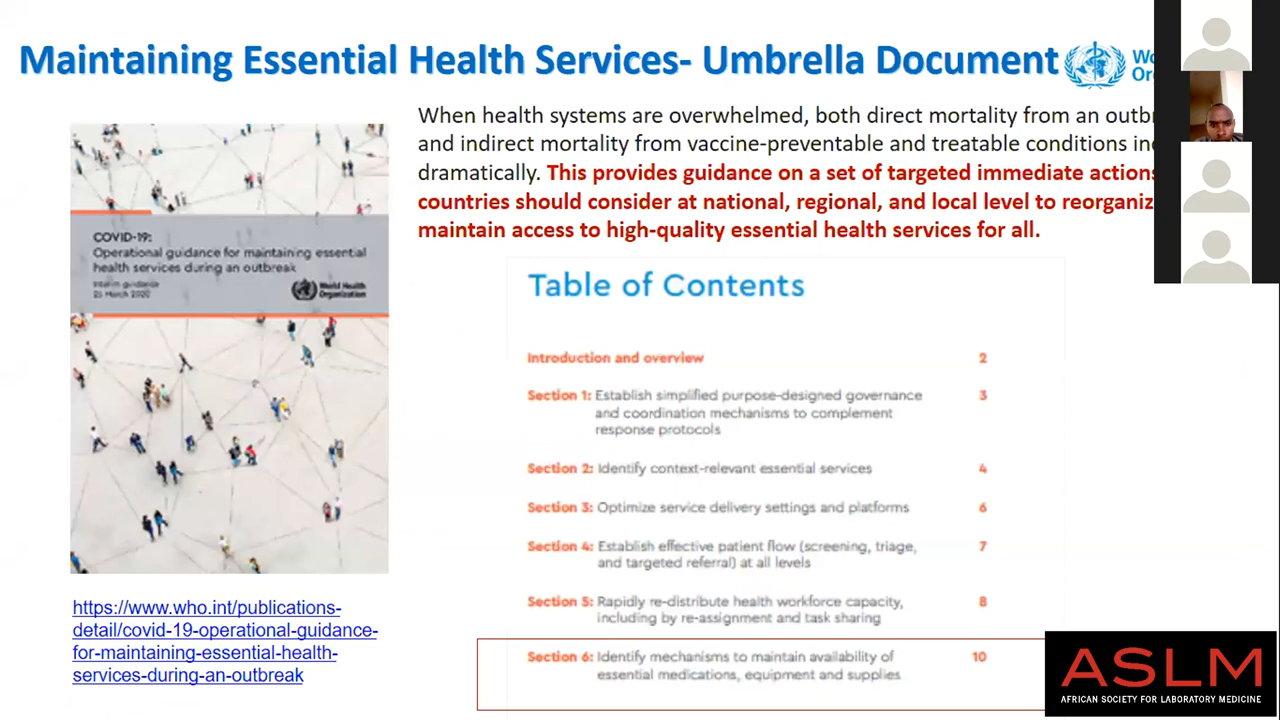 Maintaining Essential Health Services- Umbrella Document
When health systems are overwhelmed, both direct mortality from an
and indirect mortality from vaccine-preventable and treatable conditions
dramatically. This provides guidance on a set of targeted immediate actions
countries should consider at national, regional, and local level to
maintain access to high-quality essential health services for all.
COVID-19:
Operational guidance for maintaining essential
health services during an outbreak
Interim guidance
25 March 2020
World Health
Organization
https://www.who.int/publications-
detail/covid-19-operational-guidance-
for-maintaining-essential-health-
services-during-an-outbreak
Table of Contents
Introduction and overview 2
Section 1: Establish simplified purpose-designed governance 3
and coordination mechanisms to complement
response protocols
Section 2: Identify context-relevant essential services 4
Section 3: Optimize service delivery settings and platforms 6
Section 4: Establish effective patient flow (screening, triage, 7
and targeted referral) at all levels
Section 5: Rapidly re-distribute health workforce capacity, 8
including by re-assignment and task sharing
Section 6: Identify mechanisms to maintain availability of 10
essential medications, equipment and supplies
ASLM
AFRICAN SOCIETY FOR LABORATORY MEDICINE